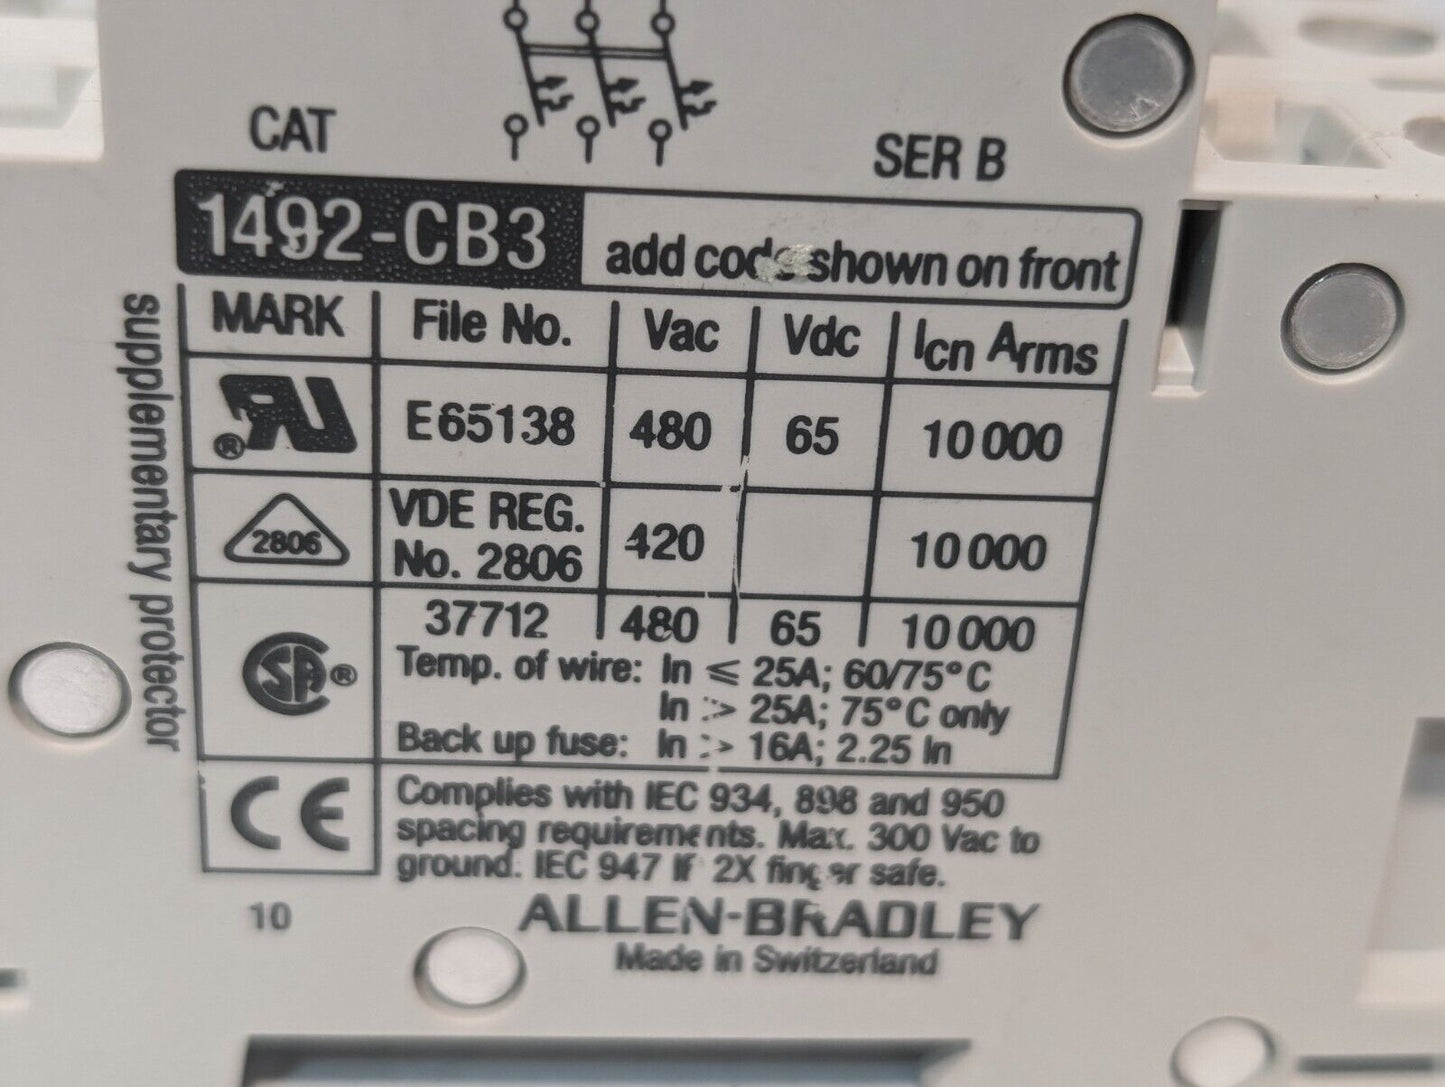 CAT
SER B
1492-CB3 add code shown on front
MARK File No. Vac Vdc Icn Arms
RU® E65138 480 65 10 000
2806 VDE REG. No. 2806 420 10 000
37712 480 65 10 000
SA® Temp. of wire: In ≤ 25A; 60/75°C
In > 25A; 75°C only
Back up fuse: In > 16A; 2.25 In
CE Complies with IEC 934, 898 and 950
spacing requirements. Max. 300 Vac to
ground. IEC 947 IP 2X finger safe.
10
ALLEN-BRADLEY
Made in Switzerland
supplementary protector